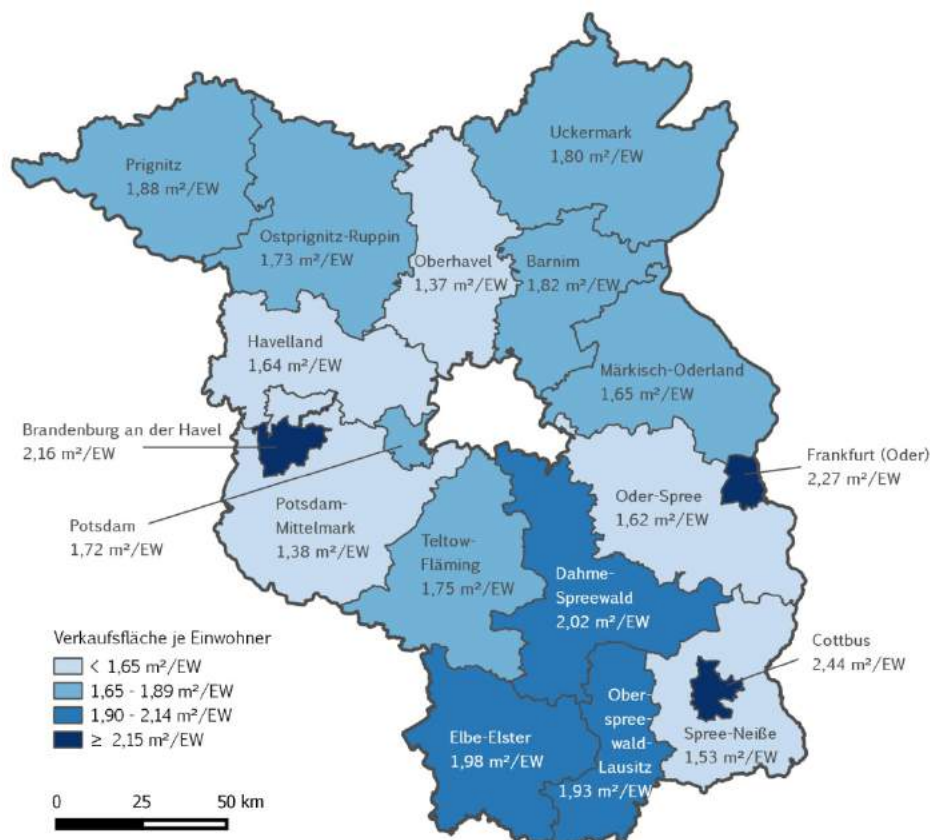 Uckermark
1,80 m²/EW
Prignitz
1,88 m²/EW
Ostprignitz-Ruppin
1,73 m²/EW
Oberhavel
1,37 m²/EW
Barnim
1,82 m²/EW
Havelland
1,64 m²/EW
Märkisch-Oderland
1,65 m²/EW
Brandenburg an der Havel
2,16 m²/EW
Frankfurt (Oder)
2,27 m²/EW
Potsdam
1,72 m²/EW
Potsdam-
Mittelmark
1,38 m²/EW
Oder-Spree
1,62 m²/EW
Teltow-
Fläming
1,75 m²/EW
Dahme-
Spreewald
2,02 m²/EW
Cottbus
2,44 m²/EW
Spree-Neiße
1,53 m²/EW
Ober-
spree-
wald-
Lausitz
1,93 m²/EW
Elbe-Elster
1,98 m²/EW
Verkaufsfläche je Einwohner
< 1,65 m²/EW
1,65 - 1,89 m²/EW
1,90 - 2,14 m²/EW
≥ 2,15 m²/EW
0 25 50 km